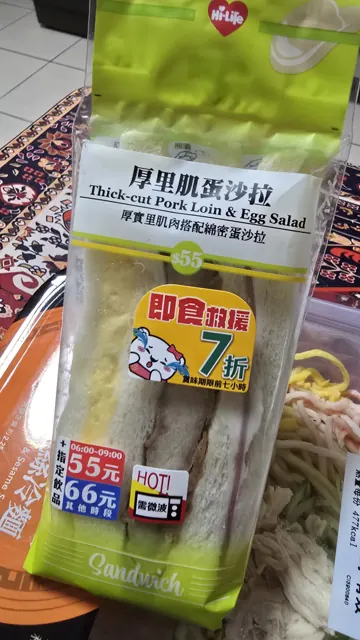 Hi-Life
厚里肌蛋沙拉
Thick-cut Pork Loin & Egg Salad
厚實里肌肉搭配綿密蛋沙拉
$55
即食救援
7折
賞味期限前七小時
+指定飲品
06:00-09:00
55元
66元
其他時段
HOT!
需微波
Sandwich
477Kcal